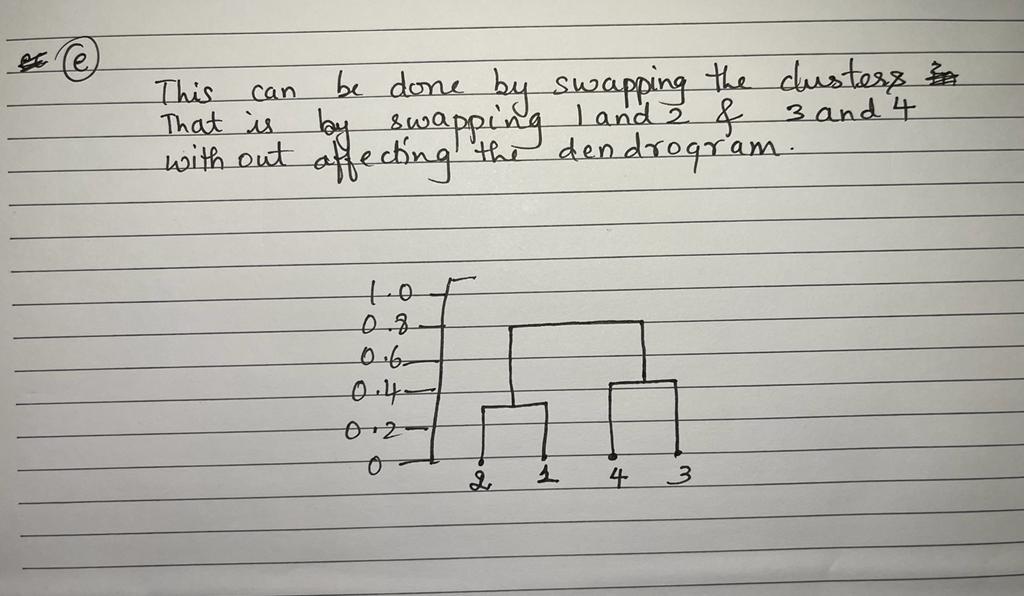 (e)
This can be done by swapping the clusters
That is by swapping 1 and 2 & 3 and 4
with out affecting the dendrogram.
1.0
0.8
0.6
0.4
0.2
0
2 1 4 3